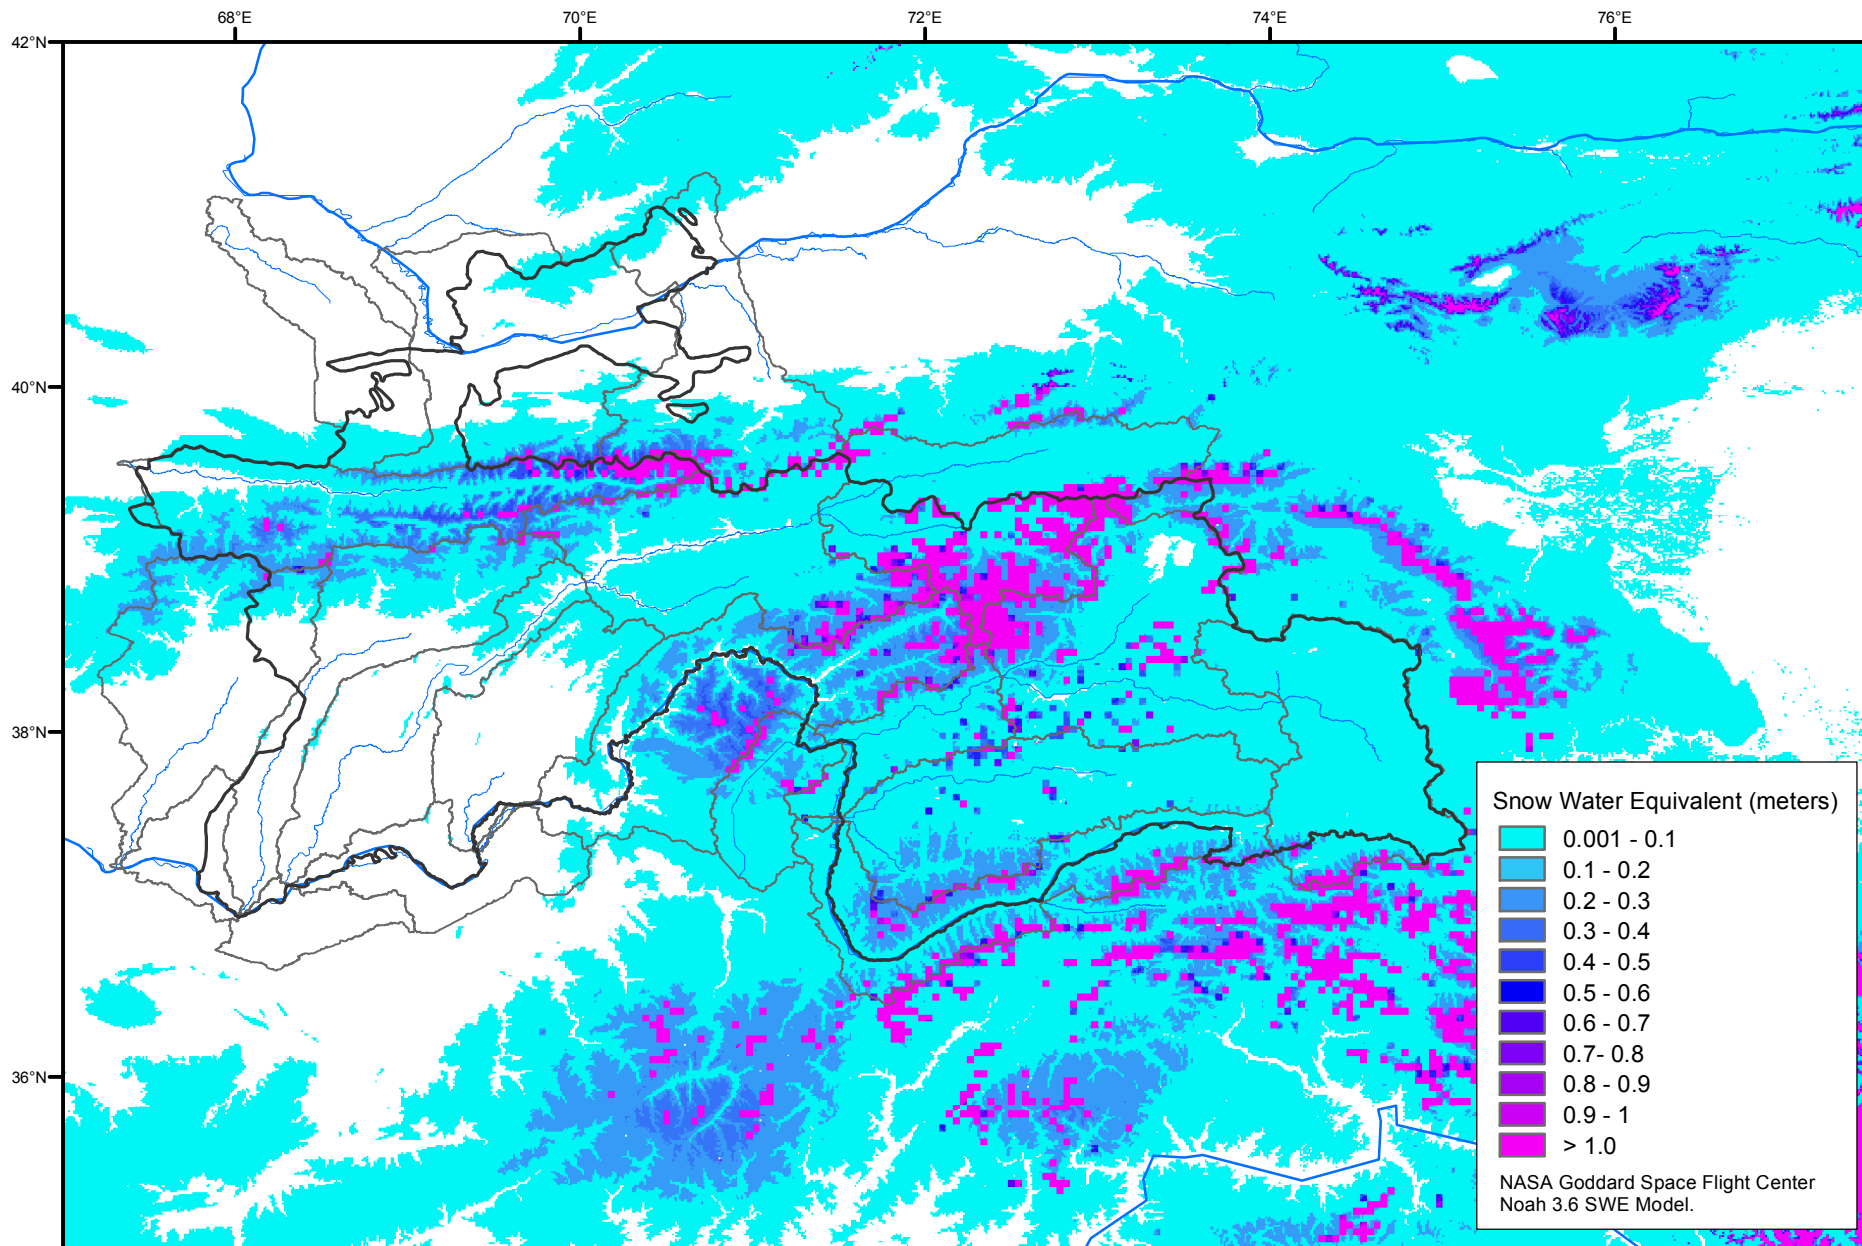 68°E
70°E
72°E
74°E
76°E
42°N
40°N
38°N
36°N
Snow Water Equivalent (meters)
0.001 - 0.1
0.1 - 0.2
0.2 - 0.3
0.3 - 0.4
0.4 - 0.5
0.5 - 0.6
0.6 - 0.7
0.7- 0.8
0.8 - 0.9
0.9 - 1
> 1.0
NASA Goddard Space Flight Center
Noah 3.6 SWE Model.